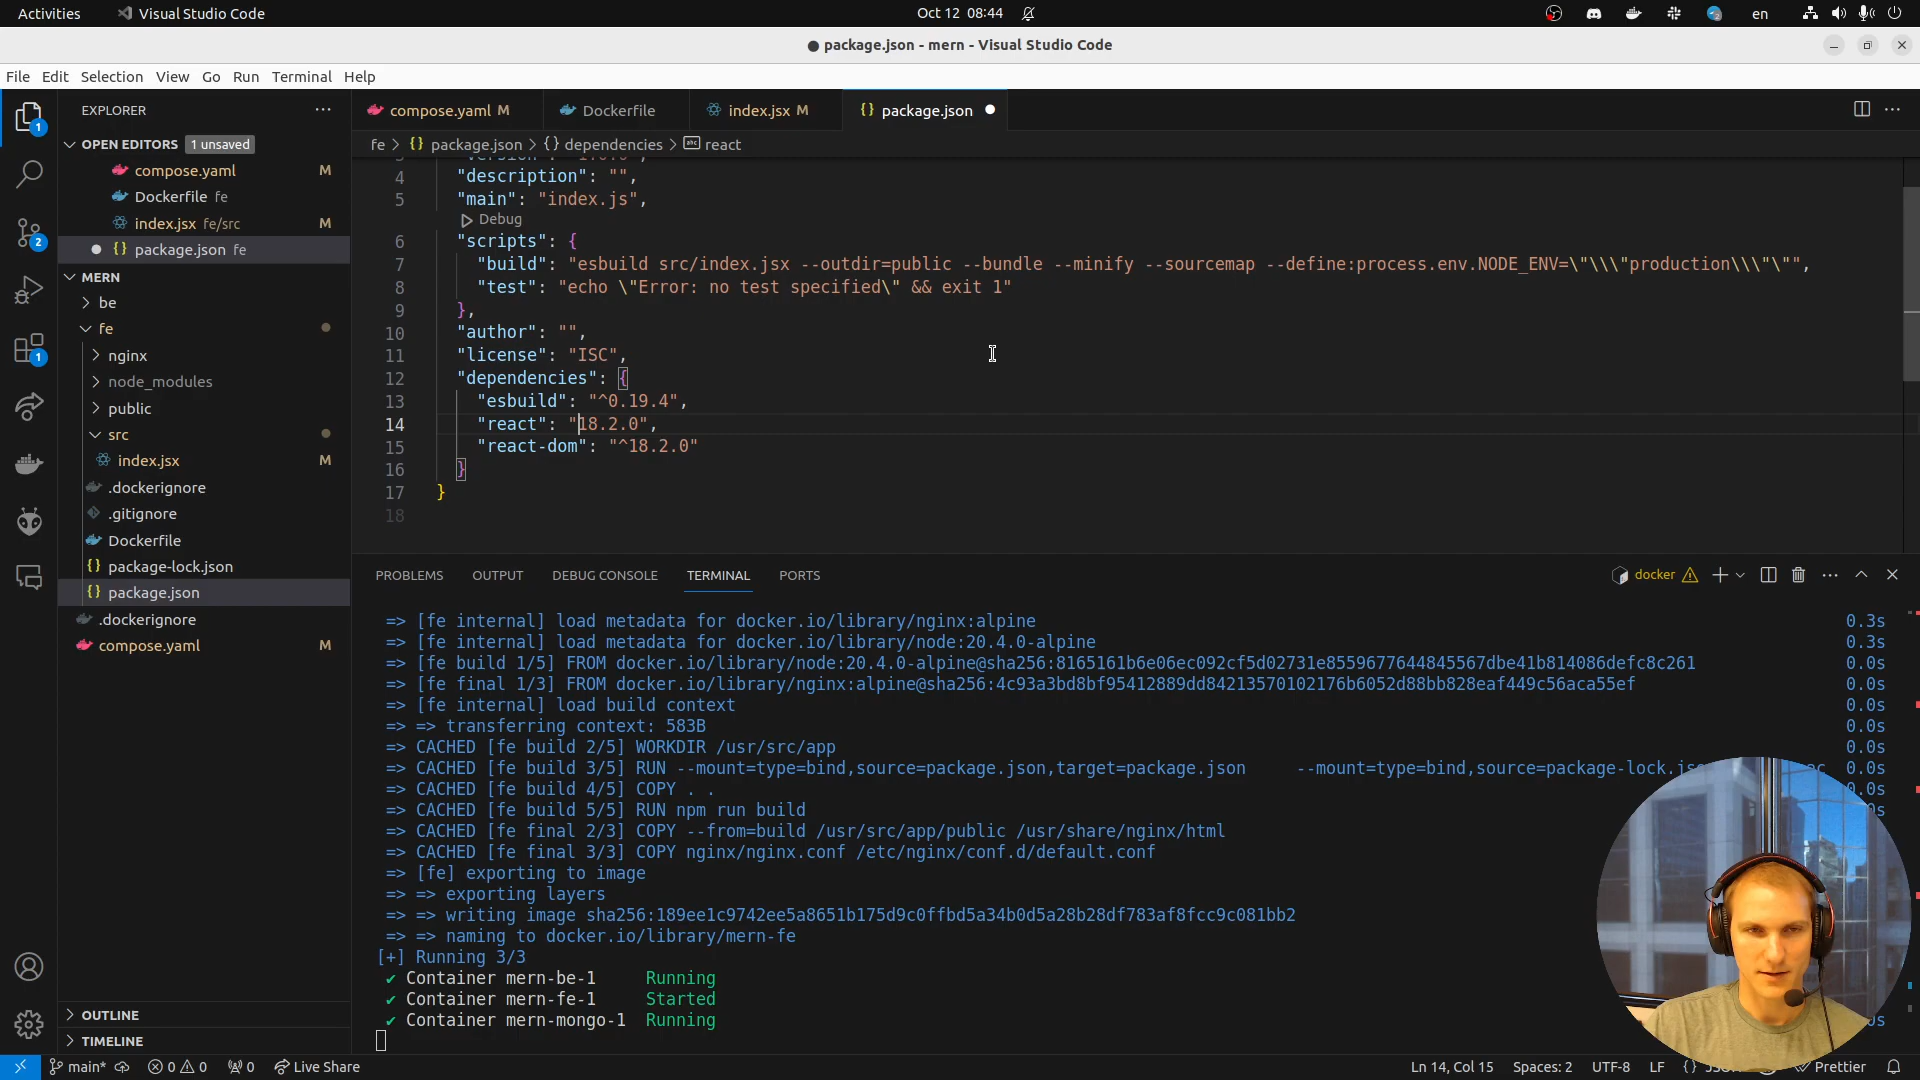 Activities
Visual Studio Code
Oct 12 08:44
en
● package.json - mern - Visual Studio Code
File Edit Selection View Go Run Terminal Help
EXPLORER
OPEN EDITORS 1 unsaved
compose.yaml M
Dockerfile fe
index.jsx fe/src M
package.json fe
MERN
be
fe
nginx
node_modules
public
src
index.jsx M
.dockerignore
.gitignore
Dockerfile
package-lock.json
package.json
.dockerignore
compose.yaml M
OUTLINE
TIMELINE
compose.yaml M
Dockerfile
index.jsx M
package.json
fe > {} package.json > {} dependencies > abc react
4 "description": "",
5 "main": "index.js",
Debug
6 "scripts": {
7 "build": "esbuild src/index.jsx --outdir=public --bundle --minify --sourcemap --define:process.env.NODE_ENV=\"\\\"production\\\"\"",
8 "test": "echo \"Error: no test specified\" && exit 1"
9 },
10 "author": "",
11 "license": "ISC",
12 "dependencies": {
13 "esbuild": "^0.19.4",
14 "react": "18.2.0",
15 "react-dom": "^18.2.0"
16 }
17 }
18
PROBLEMS OUTPUT DEBUG CONSOLE TERMINAL PORTS
docker
=> [fe internal] load metadata for docker.io/library/nginx:alpine 0.3s
=> [fe internal] load metadata for docker.io/library/node:20.4.0-alpine 0.3s
=> [fe build 1/5] FROM docker.io/library/node:20.4.0-alpine@sha256:8165161b6e06ec092cf5d02731e8559677644845567dbe41b814086defc8c261 0.0s
=> [fe final 1/3] FROM docker.io/library/nginx:alpine@sha256:4c93a3bd8bf95412889dd84213570102176b6052d88bb828eaf449c56aca55ef 0.0s
=> [fe internal] load build context 0.0s
=> => transferring context: 583B 0.0s
=> CACHED [fe build 2/5] WORKDIR /usr/src/app 0.0s
=> CACHED [fe build 3/5] RUN --mount=type=bind,source=package.json,target=package.json --mount=type=bind,source=package-lock.js 0.0s
=> CACHED [fe build 4/5] COPY . . 0.0s
=> CACHED [fe build 5/5] RUN npm run build
=> CACHED [fe final 2/3] COPY --from=build /usr/src/app/public /usr/share/nginx/html
=> CACHED [fe final 3/3] COPY nginx/nginx.conf /etc/nginx/conf.d/default.conf
=> [fe] exporting to image
=> => exporting layers
=> => writing image sha256:189ee1c9742ee5a8651b175d9c0ffbd5a34b0d5a28b28df783af8fcc9c081bb2
=> => naming to docker.io/library/mern-fe
[+] Running 3/3
✔ Container mern-be-1 Running
✔ Container mern-fe-1 Started
✔ Container mern-mongo-1 Running
main* 0 0 0 Live Share
Ln 14, Col 15 Spaces: 2 UTF-8 LF {} Prettier